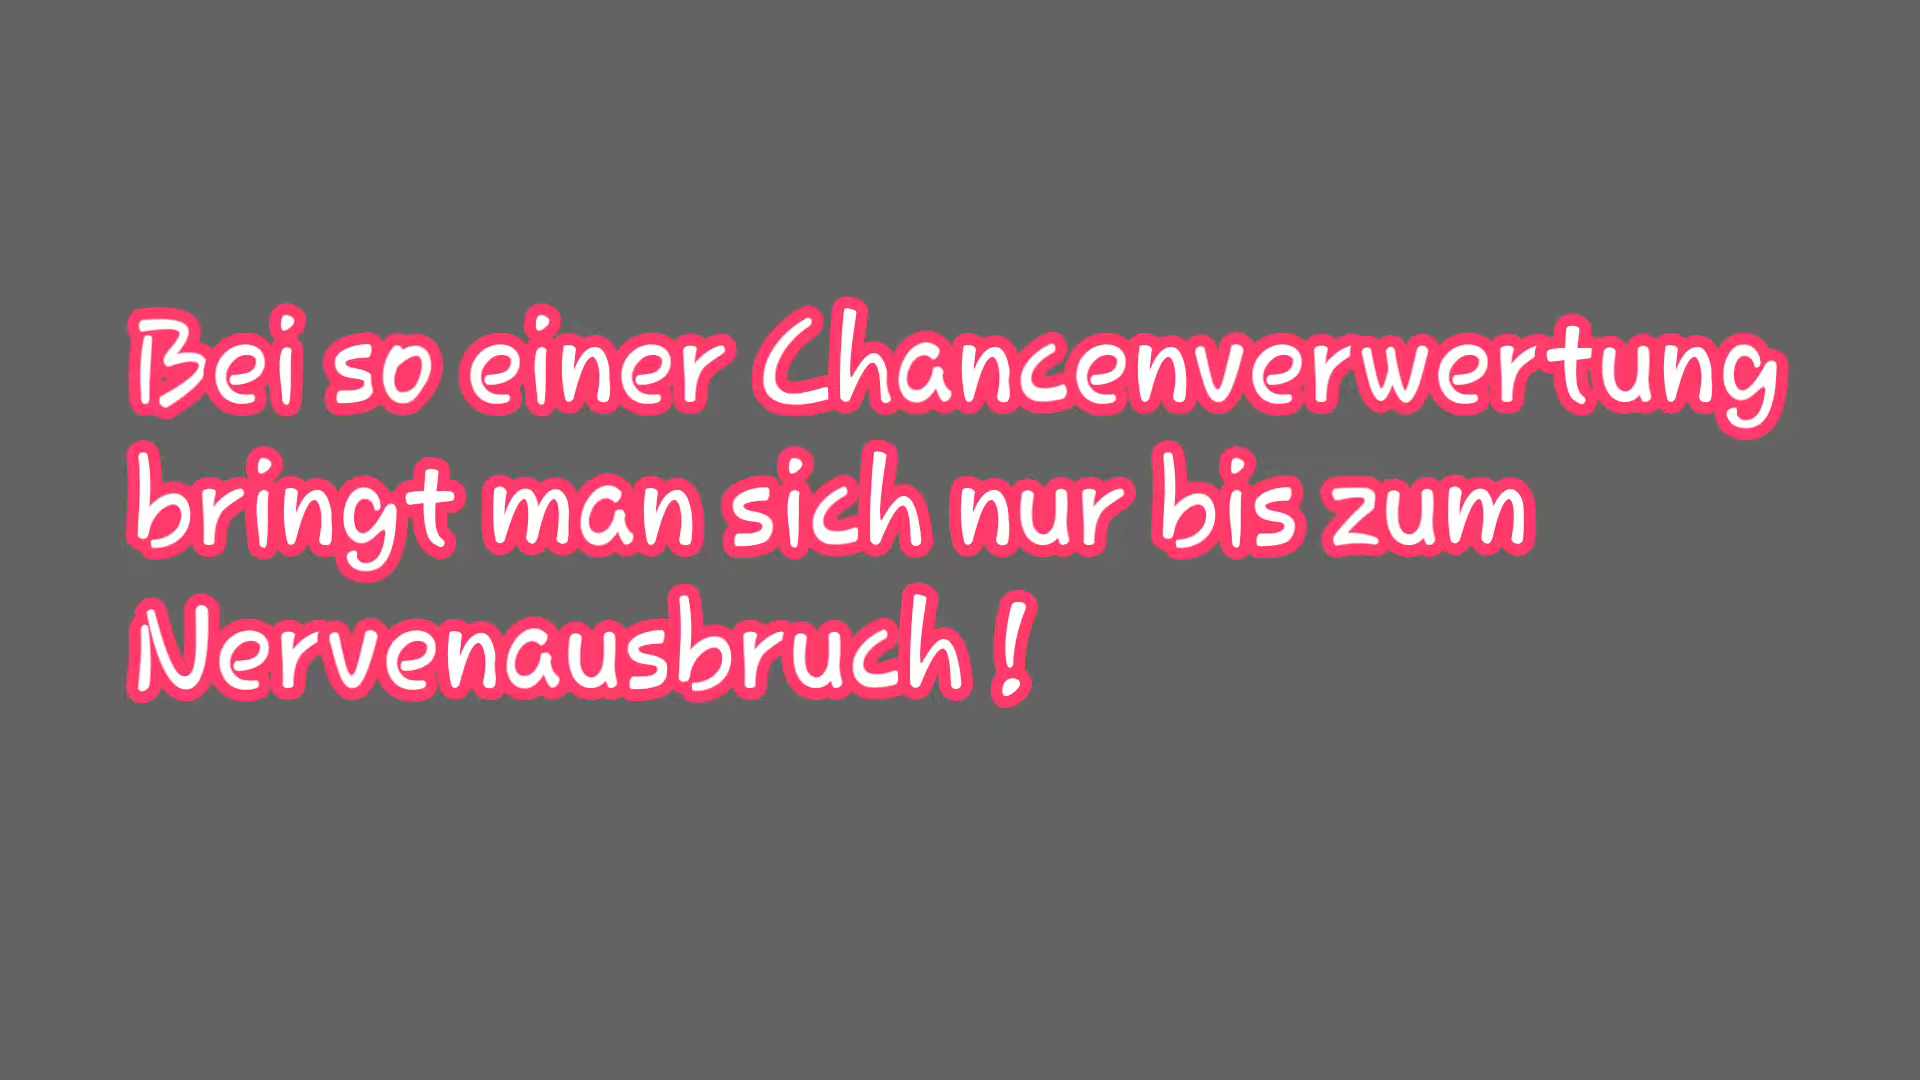 Bei so einer Chancenverwertung
bringt man sich nur bis zum
Nervenausbruch !